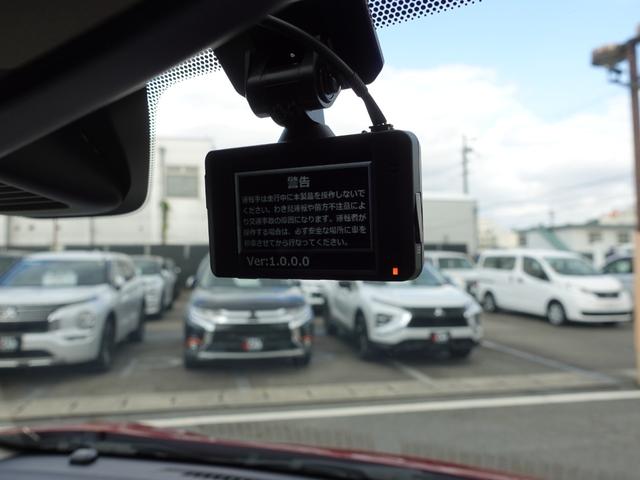 警告
運転手は走行中に本製品を操作しないで
ください。わき見運転や前方不注意によ
り交通事故の原因になります。運転者が
操作する場合は、必ず安全な場所に車を
停車させてから行なってください。
Ver:1.0.0.0